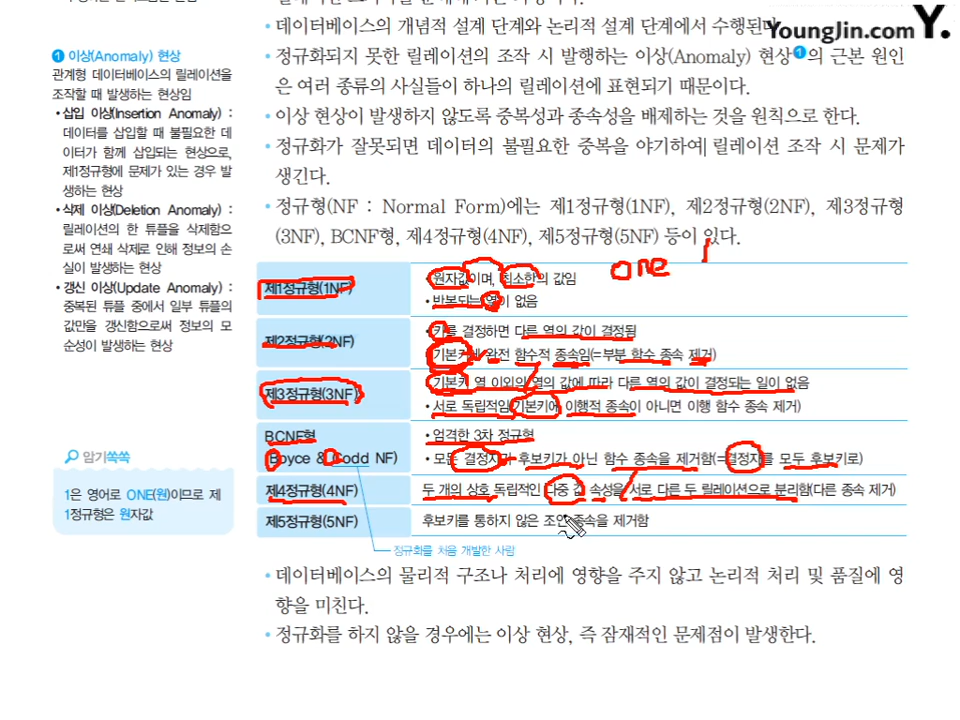 YoungJin.com Y.
• 데이터베이스의 개념적 설계 단계와 논리적 설계 단계에서 수행된다
• 정규화되지 못한 릴레이션의 조작 시 발행하는 이상(Anomaly) 현상❶의 근본 원인
은 여러 종류의 사실들이 하나의 릴레이션에 표현되기 때문이다.
• 이상 현상이 발생하지 않도록 중복성과 종속성을 배제하는 것을 원칙으로 한다.
• 정규화가 잘못되면 데이터의 불필요한 중복을 야기하여 릴레이션 조작 시 문제가
생긴다.
• 정규형(NF : Normal Form)에는 제1정규형(1NF), 제2정규형(2NF), 제3정규형
(3NF), BCNF형, 제4정규형(4NF), 제5정규형(5NF) 등이 있다.
❶ 이상(Anomaly) 현상
관계형 데이터베이스의 릴레이션을
조작할 때 발생하는 현상임
• 삽입 이상(Insertion Anomaly) :
데이터를 삽입할 때 불필요한 데
이터가 함께 삽입되는 현상으로,
제1정규형에 문제가 있는 경우 발
생하는 현상
• 삭제 이상(Deletion Anomaly) :
릴레이션의 한 튜플을 삭제함으
로써 연쇄 삭제로 인해 정보의 손
실이 발생하는 현상
• 갱신 이상(Update Anomaly) :
중복된 튜플 중에서 일부 튜플의
값만을 갱신함으로써 정보의 모
순성이 발생하는 현상
one 1
제1정규형(1NF)
• 원자값이며, 최소한의 값임
• 반복되는 열이 없음
제2정규형(2NF)
• 키를 결정하면 다른 열의 값이 결정됨
• 기본키에 완전 함수적 종속임(=부분 함수 종속 제거)
제3정규형(3NF)
• 기본키 열 이외의 열의 값에 따라 다른 열의 값이 결정되는 일이 없음
• 서로 독립적임(기본키에 이행적 종속이 아니면 이행 함수 종속 제거)
BCNF형
(Boyce & Codd NF)
• 엄격한 3차 정규형
• 모든 결정자가 후보키가 아닌 함수 종속을 제거함(=결정자를 모두 후보키로)
제4정규형(4NF)
두 개의 상호 독립적인 다중 값 속성을 서로 다른 두 릴레이션으로 분리함(다른 종속 제거)
제5정규형(5NF)
후보키를 통하지 않은 조인 종속을 제거함
정규화를 처음 개발한 사람
암기쏙쏙
1은 영어로 ONE(원)이므로 제
1정규형은 원자값
• 데이터베이스의 물리적 구조나 처리에 영향을 주지 않고 논리적 처리 및 품질에 영
향을 미친다.
• 정규화를 하지 않을 경우에는 이상 현상, 즉 잠재적인 문제점이 발생한다.